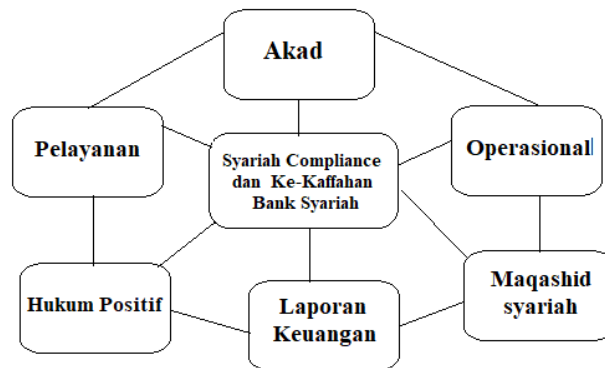 Akad
Pelayanan
Operasional
Syariah Compliance
dan Ke-Kaffahan
Bank Syariah
Hukum Positif
Laporan
Keuangan
Maqashid
syariah